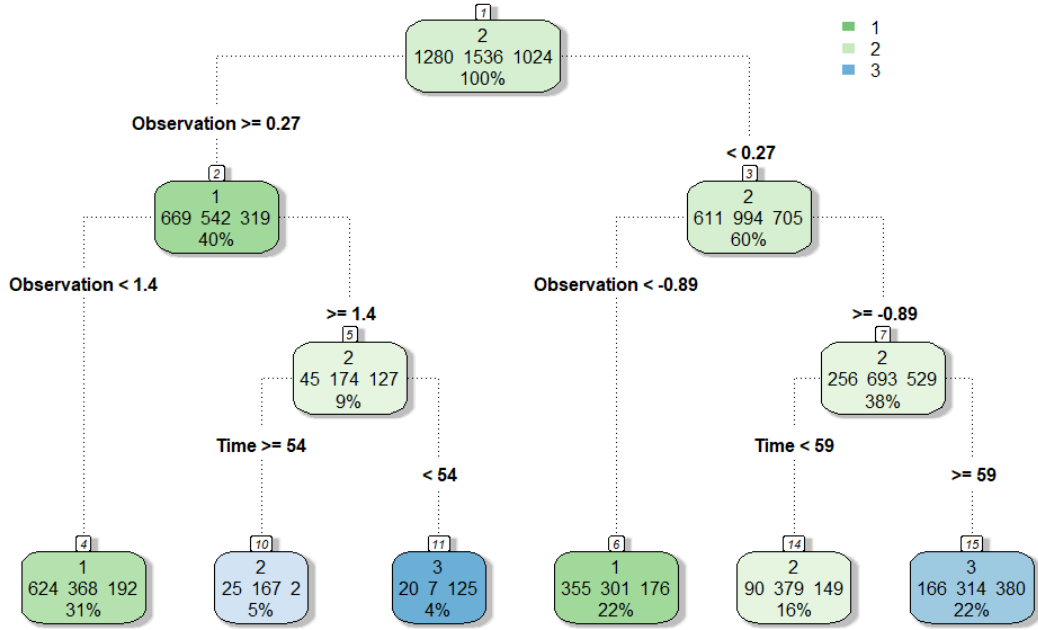 1
2
1280 1536 1024
100%
1
2
3
Observation >= 0.27
< 0.27
2
1
669 542 319
40%
3
2
611 994 705
60%
Observation < 1.4
>= 1.4
Observation < -0.89
>= -0.89
5
2
45 174 127
9%
7
2
256 693 529
38%
Time >= 54
< 54
Time < 59
>= 59
4
1
624 368 192
31%
10
2
25 167 2
5%
11
3
20 7 125
4%
6
1
355 301 176
22%
14
2
90 379 149
16%
15
3
166 314 380
22%